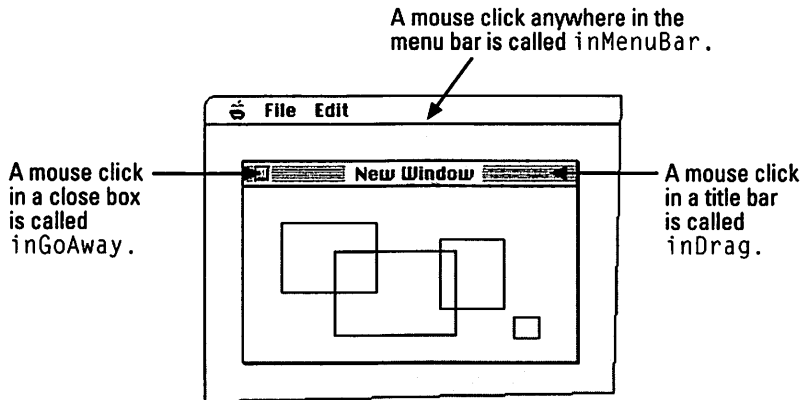 A mouse click anywhere in the
menu bar is called inMenuBar.
File Edit
A mouse click
in a close box
is called
inGoAway.
New Window
A mouse click
in a title bar
is called
inDrag.